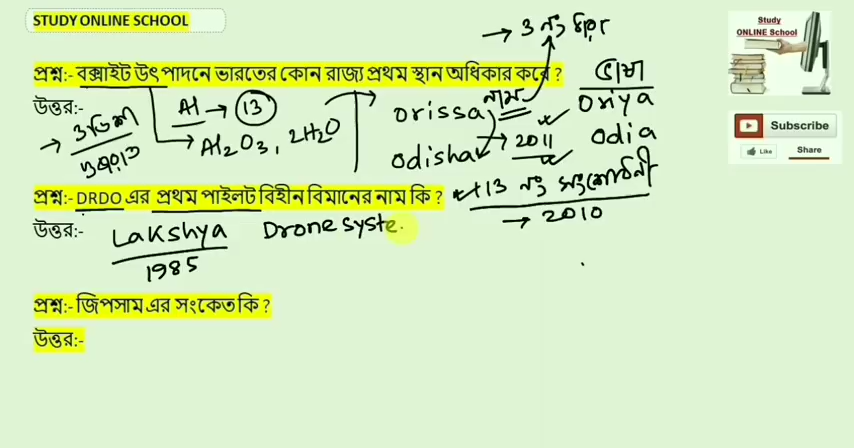 STUDY ONLINE SCHOOL
Study
ONLINE School
→ 3 নং
প্রশ্ন:- বক্সাইট উৎপাদনে ভারতের কোন রাজ্য প্রথম স্থান অধিকার করে ?
উত্তর:-
Al → 13
→ Al2O3, 2H2O
orissa নাম
odisha
→ 2011
ভাষা
oriya
odia
Subscribe
Like Share
প্রশ্ন:- DRDO এর প্রথম পাইলট বিহীন বিমানের নাম কি ?
113 নং সংশোধনী
→ 2010
উত্তর:- Lakshya Drone syste
1985
প্রশ্ন:- জিপসাম এর সংকেত কি ?
উত্তর:-